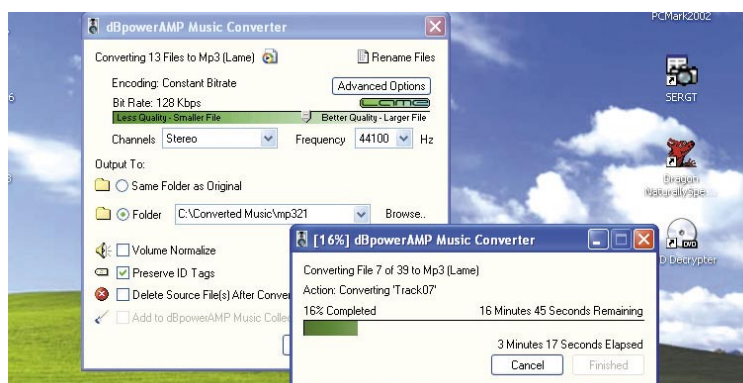 PCMark2002
dBpowerAMP Music Converter
Converting 13 Files to Mp3 (Lame)
Rename Files
Encoding: Constant Bitrate
Advanced Options
Bit Rate: 128 Kbps
Lame
Less Quality - Smaller File
Better Quality - Larger File
Channels Stereo
Frequency 44100 Hz
Output To:
Same Folder as Original
Folder C:\Converted Music\mp321
Browse..
Volume Normalize
Preserve ID Tags
Delete Source File(s) After Conver
Add to dBpowerAMP Music Collec
SERGT
Dragon
NaturallySpe...
DVD
D Decrypter
[16%] dBpowerAMP Music Converter
Converting File 7 of 39 to Mp3 (Lame)
Action: Converting 'Track07'
16% Completed
16 Minutes 45 Seconds Remaining
3 Minutes 17 Seconds Elapsed
Cancel
Finished